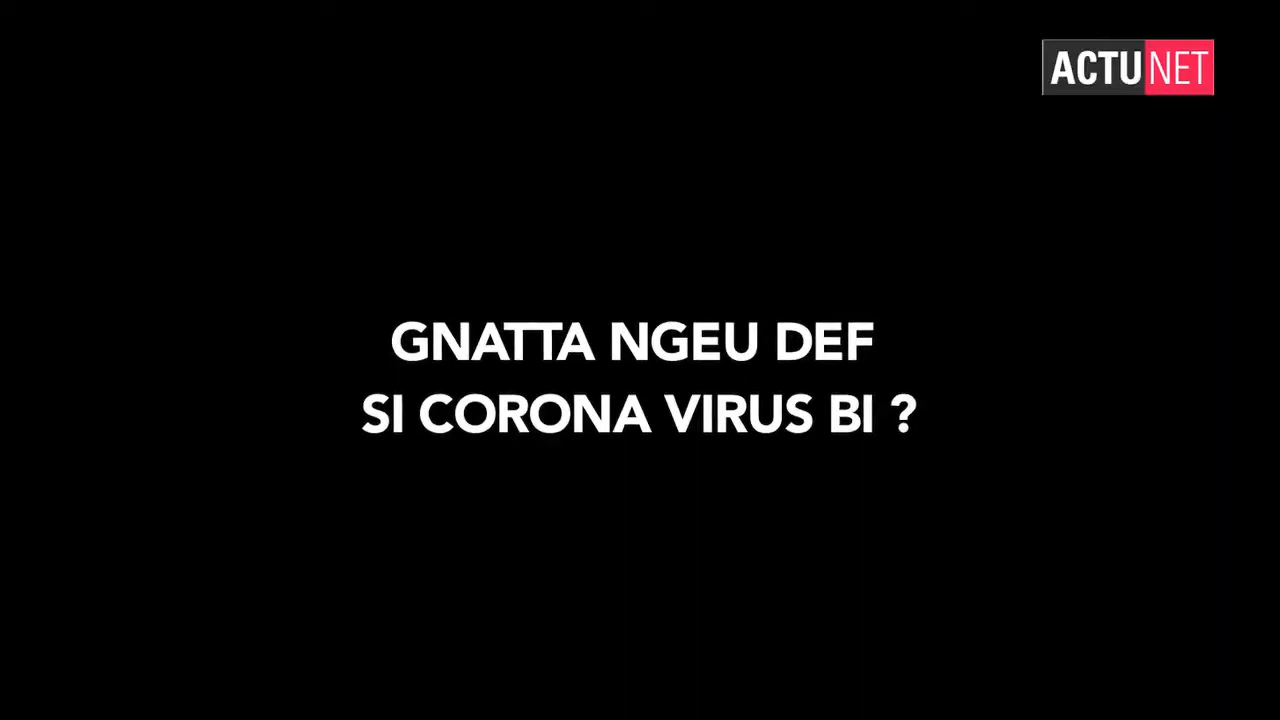 ACTUNET
GNATTA NGEU DEF
SI CORONA VIRUS BI ?